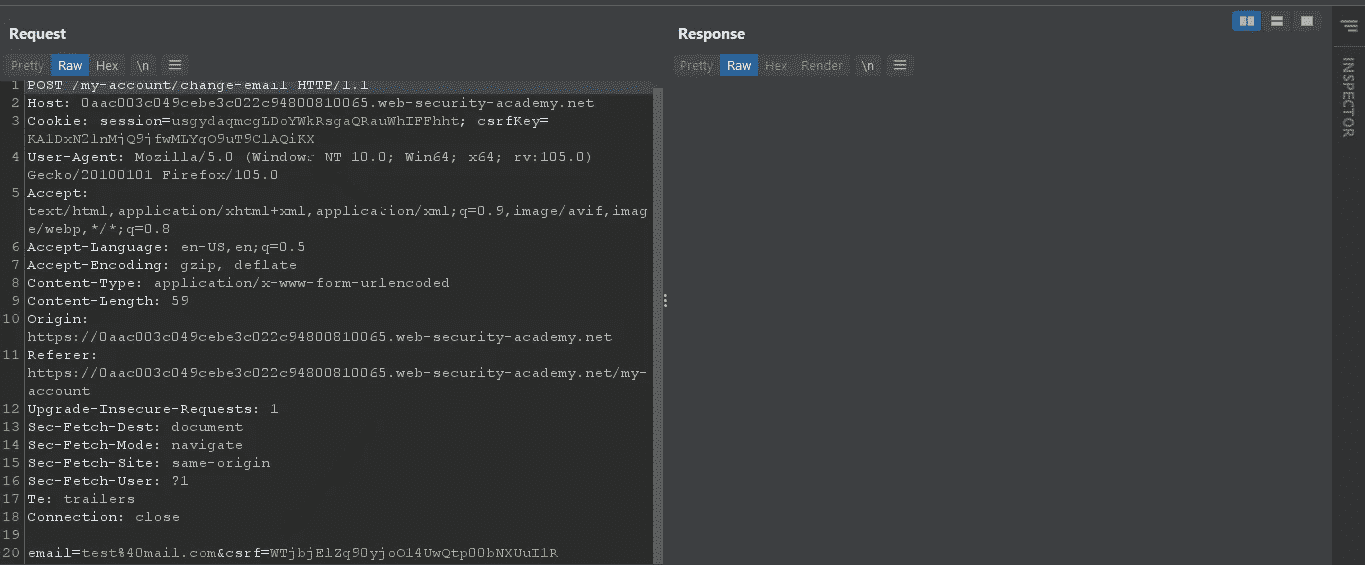 Request
Response
Pretty Raw Hex \n
Pretty Raw Hex Render \n
INSPECTOR
1 POST /my-account/change-email HTTP/1.1
2 Host: 0aac003c049cebe3c022c94800810065.web-security-academy.net
3 Cookie: session=usgydaqmcgLDoYWkRsgaQRauWhIFFhht; csrfKey=
KAlDxN2lnMjQ9jfwMLYqO9uT9ClAQiKX
4 User-Agent: Mozilla/5.0 (Windows NT 10.0; Win64; x64; rv:105.0)
Gecko/20100101 Firefox/105.0
5 Accept:
text/html,application/xhtml+xml,application/xml;q=0.9,image/avif,imag
e/webp,*/*;q=0.8
6 Accept-Language: en-US,en;q=0.5
7 Accept-Encoding: gzip, deflate
8 Content-Type: application/x-www-form-urlencoded
9 Content-Length: 59
10 Origin:
https://0aac003c049cebe3c022c94800810065.web-security-academy.net
11 Referer:
https://0aac003c049cebe3c022c94800810065.web-security-academy.net/my-
account
12 Upgrade-Insecure-Requests: 1
13 Sec-Fetch-Dest: document
14 Sec-Fetch-Mode: navigate
15 Sec-Fetch-Site: same-origin
16 Sec-Fetch-User: ?1
17 Te: trailers
18 Connection: close
19
20 email=test%40mail.com&csrf=WTjbjElZq90yjoOl4UwQtp00bNXUuIlR